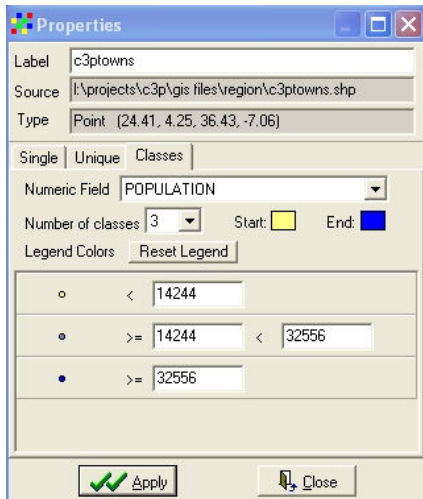 Properties
Label c3ptowns
Source l:\projects\c3p\gis files\region\c3ptowns.shp
Type Point (24.41, 4.25, 36.43, -7.06)
Single Unique Classes
Numeric Field POPULATION
Number of classes 3 Start: End:
Legend Colors Reset Legend
< 14244
>= 14244 < 32556
>= 32556
Apply Close